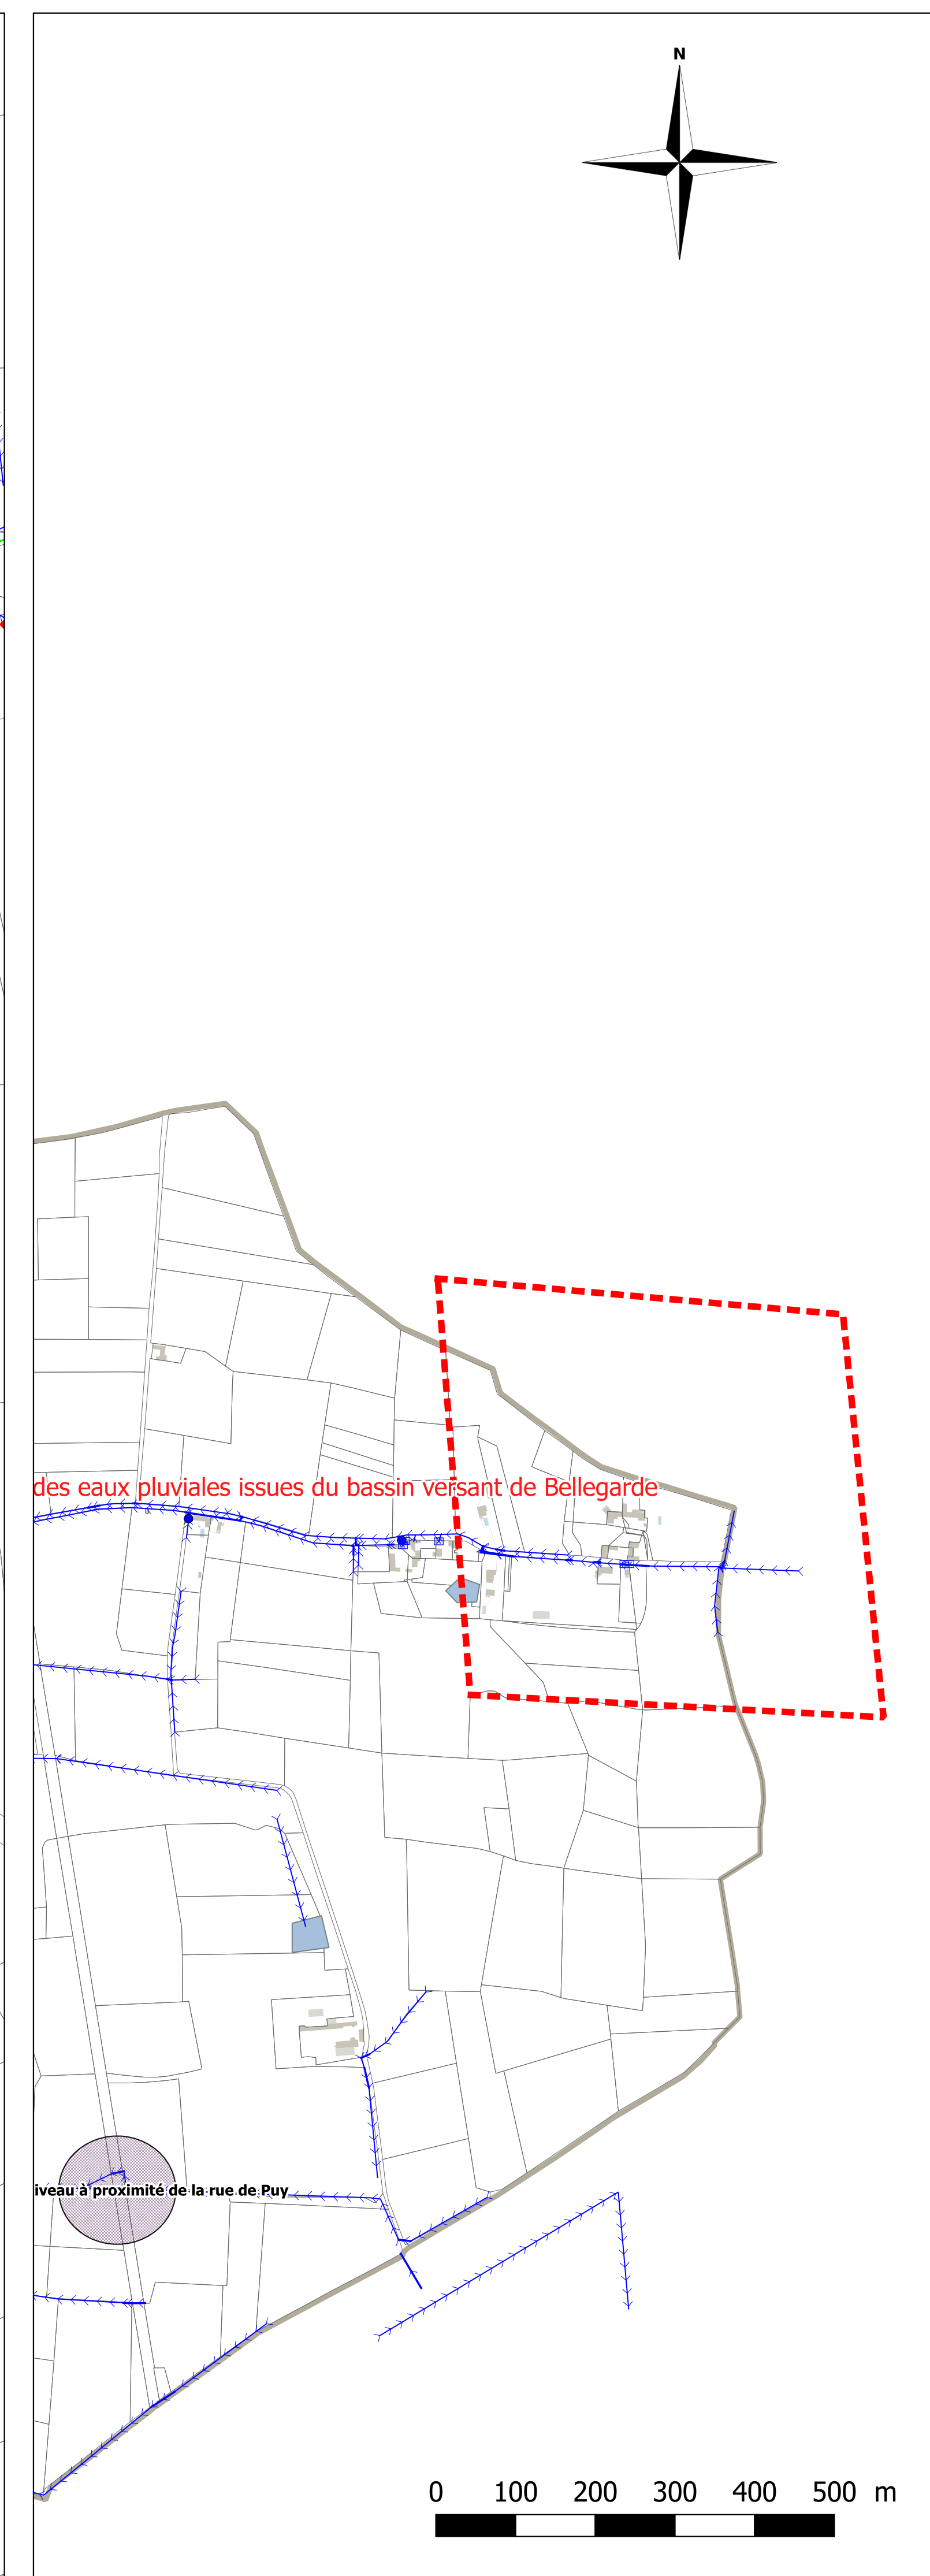 N
des eaux pluviales issues du bassin versant de Bellegarde
iveau à proximité de la rue de Puy
0 100 200 300 400 500 m